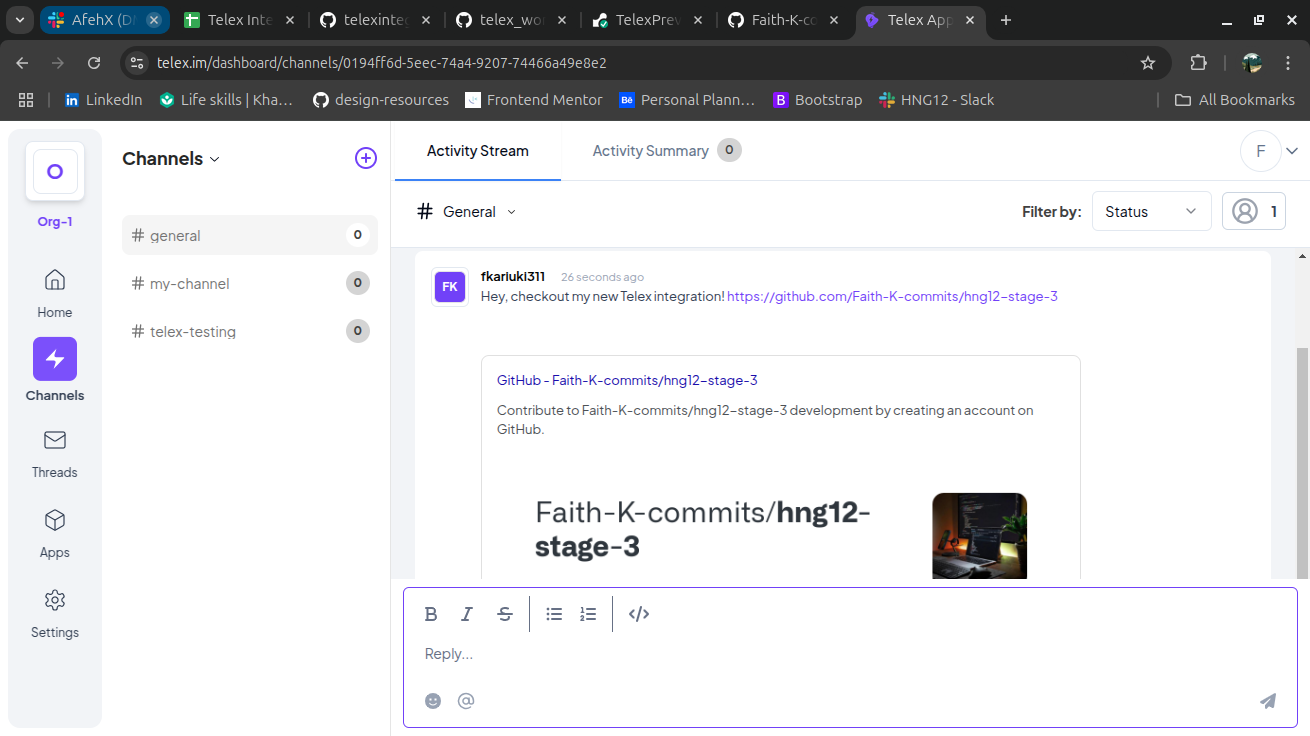 AfehX (DM
Telex Inte
telexinteg
telex_wor
TelexPrev
Faith-K-co
Telex App
telex.im/dashboard/channels/0194ff6d-5eec-74a4-9207-74466a49e8e2
LinkedIn
Life skills | Kha…
design-resources
Frontend Mentor
Personal Plann…
Bootstrap
HNG12 - Slack
All Bookmarks
Org-1
Home
Channels
Threads
Apps
Settings
Channels
# general 0
# my-channel 0
# telex-testing 0
Activity Stream
Activity Summary 0
F
# General
Filter by:
Status
1
FK
fkariuki311 26 seconds ago
Hey, checkout my new Telex integration! https://github.com/Faith-K-commits/hng12-stage-3
GitHub - Faith-K-commits/hng12-stage-3
Contribute to Faith-K-commits/hng12-stage-3 development by creating an account on
GitHub.
Faith-K-commits/hng12-
stage-3
Reply...